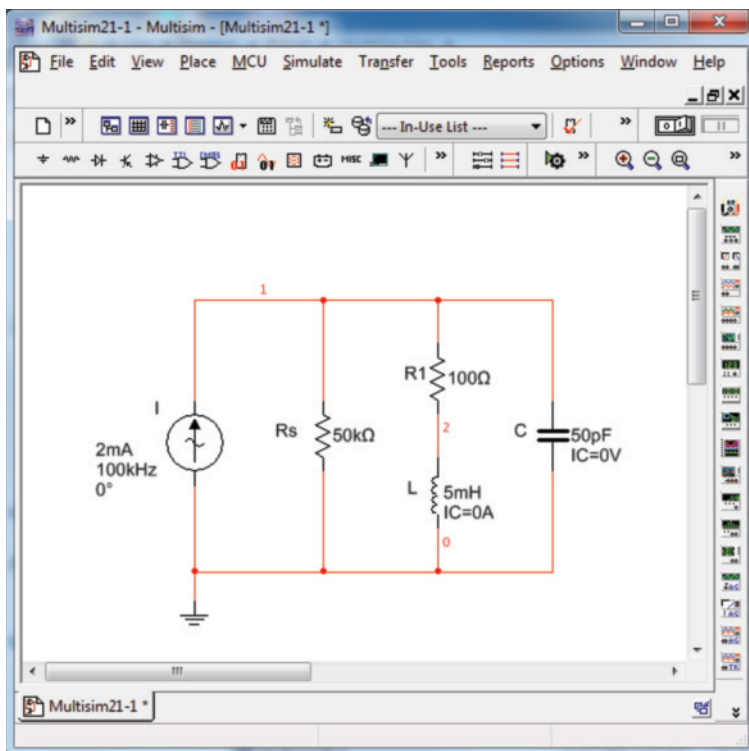 Multisim21-1 - Multisim - [Multisim21-1 *]
File Edit View Place MCU Simulate Transfer Tools Reports Options Window Help
--- In-Use List ---
MISC
1
I
2mA
100kHz
0°
Rs
50kΩ
R1
100Ω
2
L
5mH
IC=0A
0
C
50pF
IC=0V
Multisim21-1 *